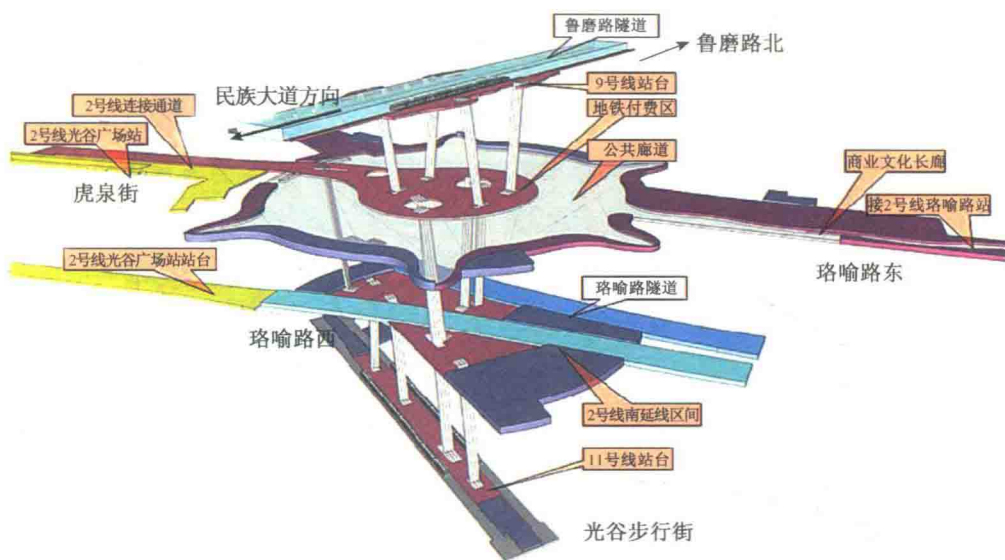 鲁磨路隧道
鲁磨路北
9号线站台
民族大道方向
地铁付费区
2号线连接通道
2号线光谷广场站
公共廊道
商业文化长廊
虎泉街
接2号线珞喻路站
2号线光谷广场站站台
珞喻路东
珞喻路隧道
珞喻路西
2号线南延线区间
11号线站台
光谷步行街